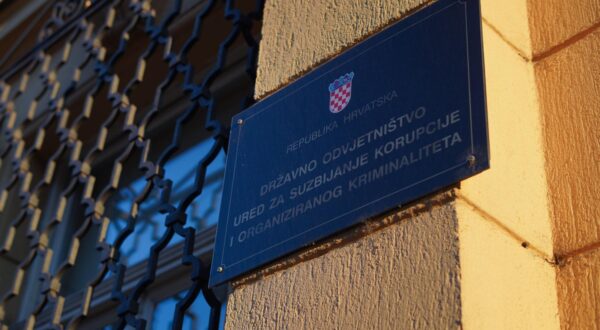 REPUBLIKA HRVATSKA
DRŽAVNO ODVJETNIŠTVO
URED ZA SUZBIJANJE KORUPCIJE
I ORGANIZIRANOG KRIMINALITETA